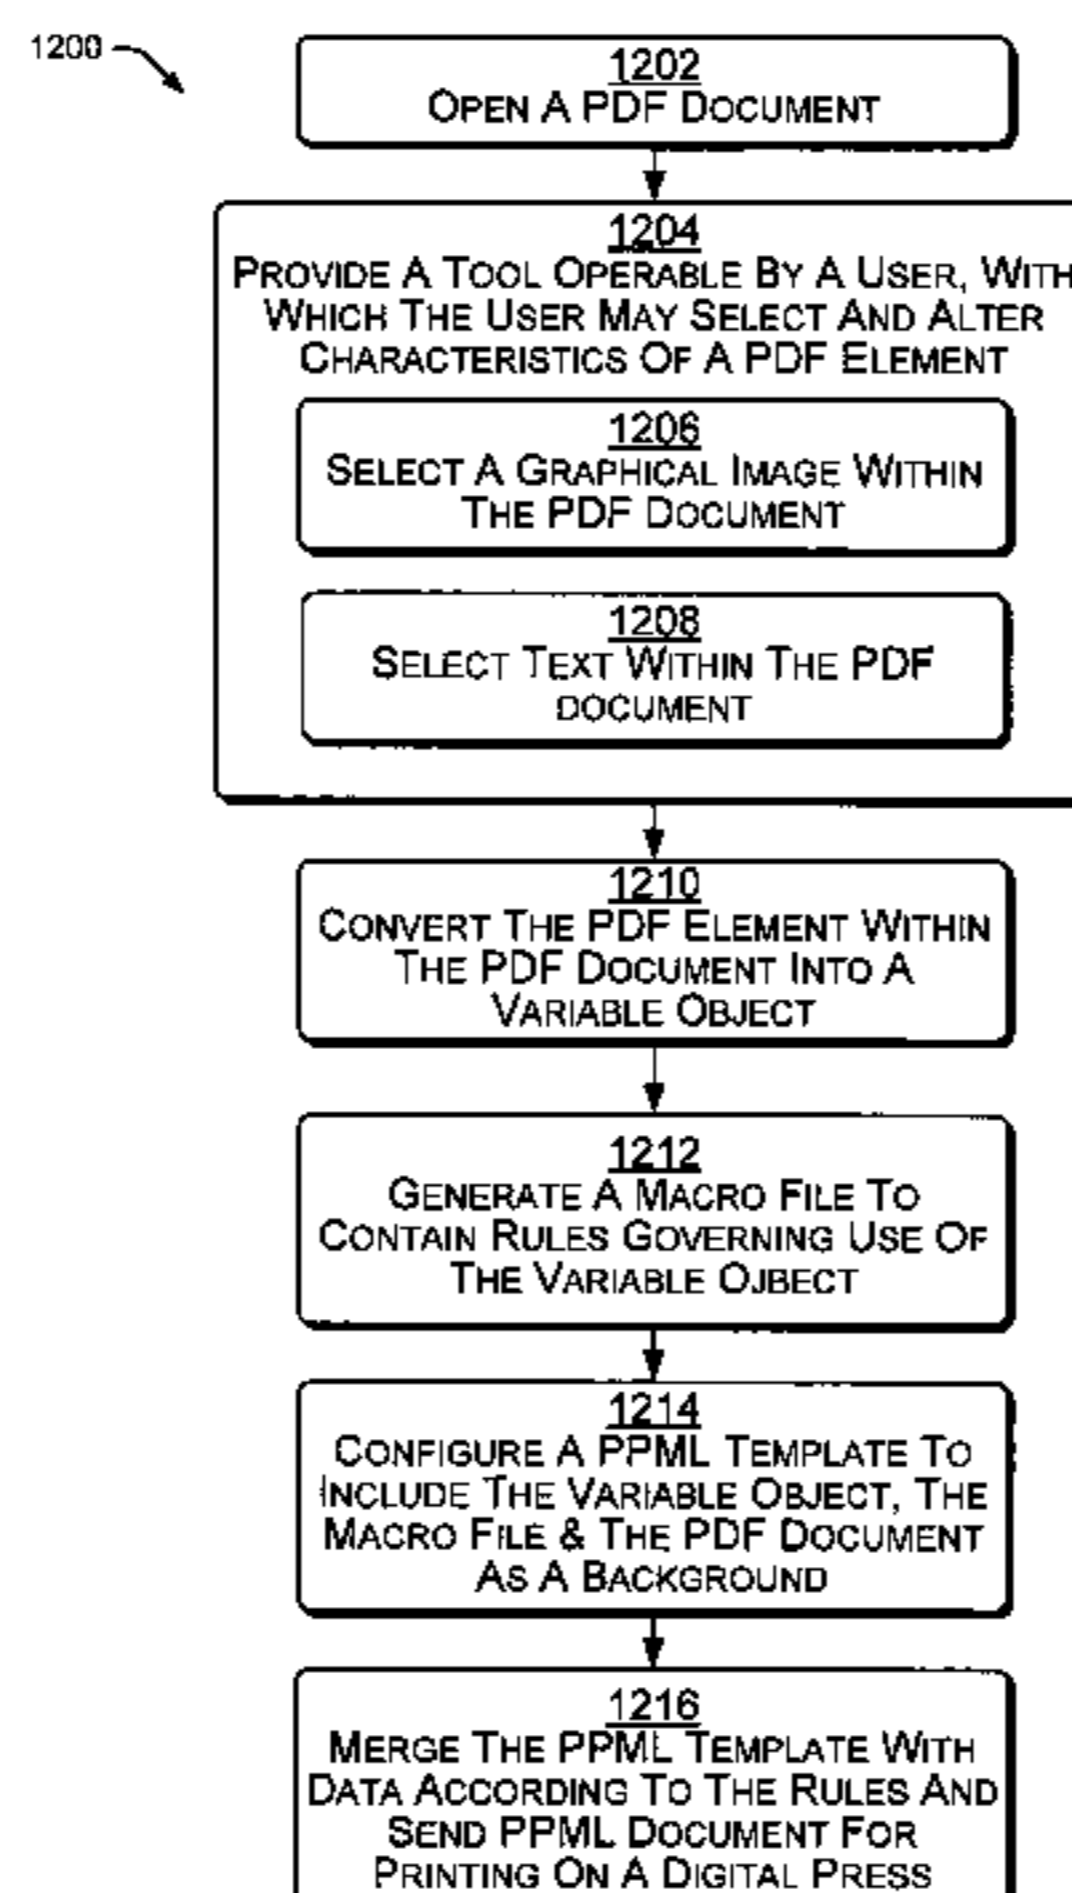 1200
1202
OPEN A PDF DOCUMENT
1204
PROVIDE A TOOL OPERABLE BY A USER, WITH
WHICH THE USER MAY SELECT AND ALTER
CHARACTERISTICS OF A PDF ELEMENT
1206
SELECT A GRAPHICAL IMAGE WITHIN
THE PDF DOCUMENT
1208
SELECT TEXT WITHIN THE PDF
DOCUMENT
1210
CONVERT THE PDF ELEMENT WITHIN
THE PDF DOCUMENT INTO A
VARIABLE OBJECT
1212
GENERATE A MACRO FILE TO
CONTAIN RULES GOVERNING USE OF
THE VARIABLE OJBECT
1214
CONFIGURE A PPML TEMPLATE TO
INCLUDE THE VARIABLE OBJECT, THE
MACRO FILE & THE PDF DOCUMENT
AS A BACKGROUND
1216
MERGE THE PPML TEMPLATE WITH
DATA ACCORDING TO THE RULES AND
SEND PPML DOCUMENT FOR
PRINTING ON A DIGITAL PRESS